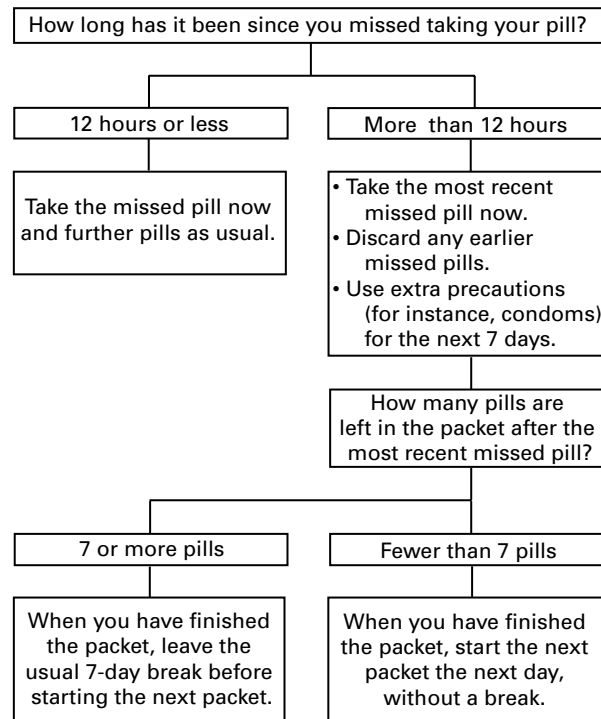 How long has it been since you missed taking your pill?
12 hours or less
More than 12 hours
Take the missed pill now
and further pills as usual.
• Take the most recent
missed pill now.
• Discard any earlier
missed pills.
• Use extra precautions
(for instance, condoms)
for the next 7 days.
How many pills are
left in the packet after the
most recent missed pill?
7 or more pills
Fewer than 7 pills
When you have finished
the packet, leave the
usual 7-day break before
starting the next packet.
When you have finished
the packet, start the next
packet the next day,
without a break.